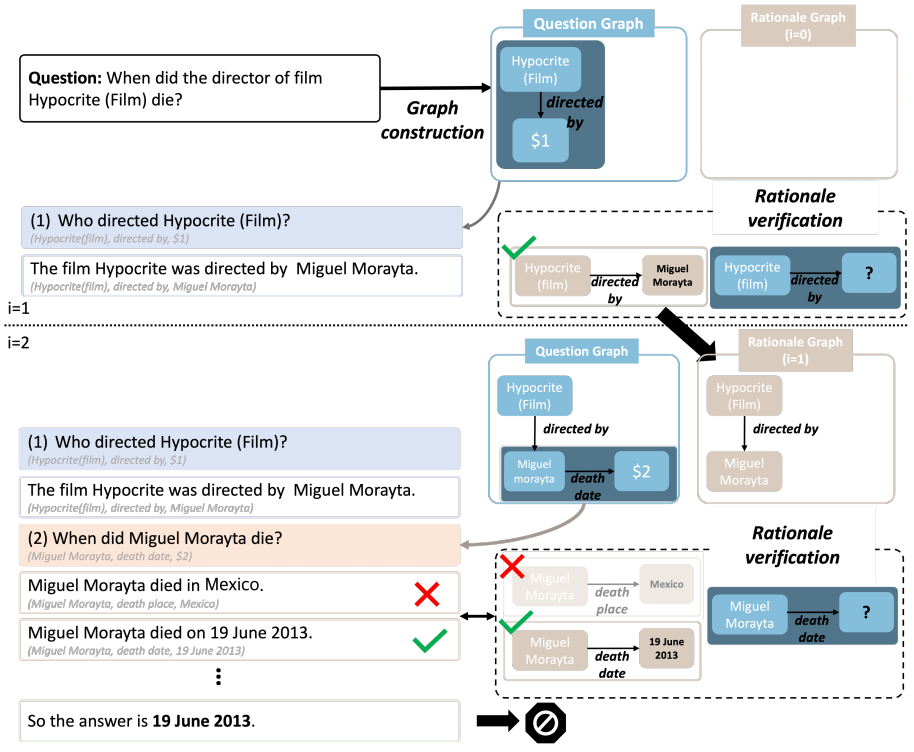 Question Graph
Rationale Graph
(i=0)
Question: When did the director of film
Hypocrite (Film) die?
Graph
construction
Hypocrite
(Film)
directed
by
$1
(1) Who directed Hypocrite (Film)?
(Hypocrite(film), directed by, $1)
The film Hypocrite was directed by Miguel Morayta.
(Hypocrite(film), directed by, Miguel Morayta)
i=1
Rationale
verification
Hypocrite
(film)
directed
by
Miguel
Morayta
Hypocrite
(film)
directed
by
?
i=2
Question Graph
Rationale Graph
(i=1)
Hypocrite
(Film)
directed by
Miguel
morayta
death
date
$2
Hypocrite
(Film)
directed by
Miguel
Morayta
(1) Who directed Hypocrite (Film)?
(Hypocrite(film), directed by, $1)
The film Hypocrite was directed by Miguel Morayta.
(Hypocrite(film), directed by, Miguel Morayta)
(2) When did Miguel Morayta die?
(Miguel Morayta, death date, $2)
Miguel Morayta died in Mexico.
(Miguel Morayta, death place, Mexico)
Miguel Morayta died on 19 June 2013.
(Miguel Morayta, death date, 19 June 2013)
So the answer is 19 June 2013.
Rationale
verification
Miguel
Morayta
death
place
Mexico
Miguel
Morayta
death
date
19 June
2013
Miguel
Morayta
death
date
?